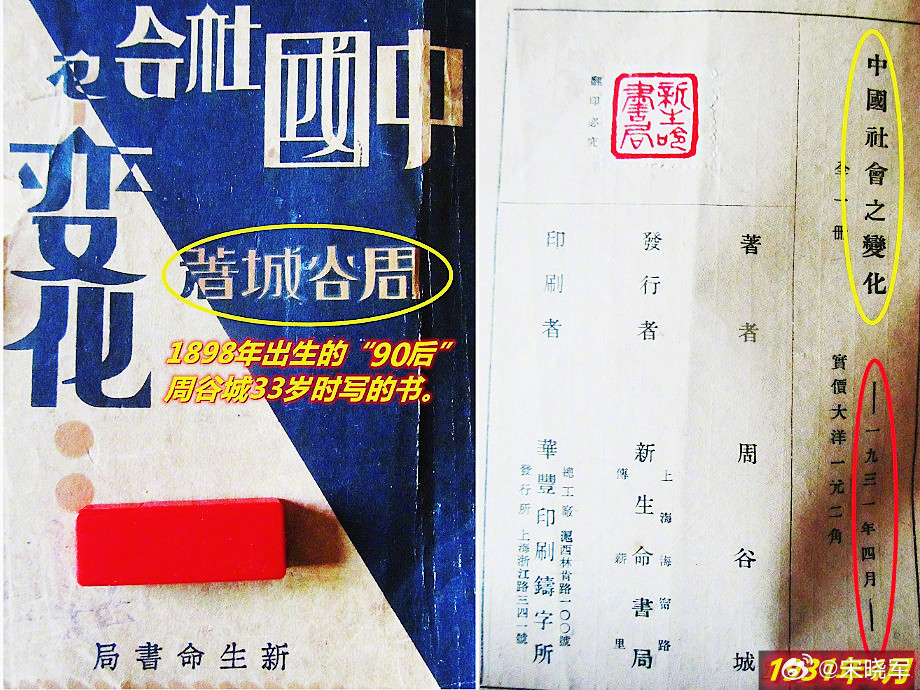 中國社会之
变化
周谷城著
1898年出生的“90后”
周谷城33岁时写的书。
新生命書局
中國社會之變化
全一册
一九三一年四月
實價大洋一元二角
著者 周谷城
發行者 新生命書局
上海海甯路
傳薪里
印刷者 華豐印刷鑄字所
總工廠 滬西林肯路一〇〇號
發行所 上海浙江路三四一號
新生命書局
翻印必究
@宋晓军